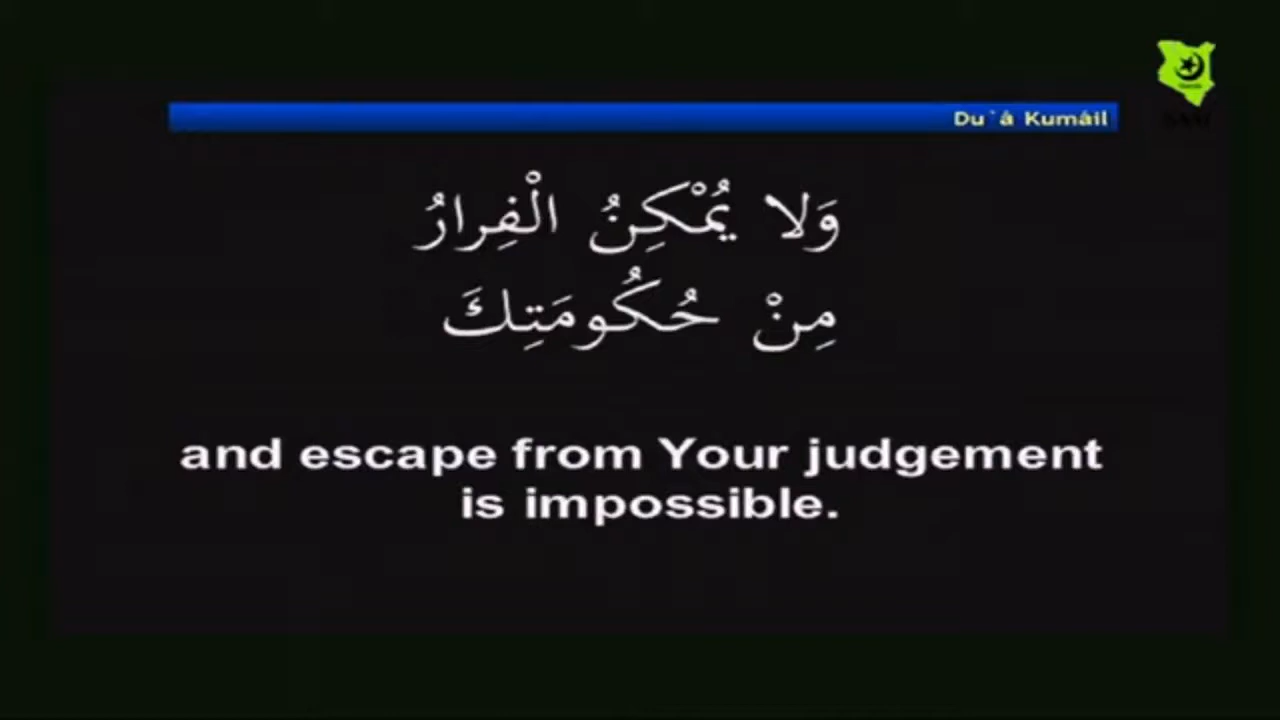 Du`â Kumâil
وَلا يُمْكِنُ الْفِرارُ
مِنْ حُكُومَتِكَ
and escape from Your judgement
is impossible.